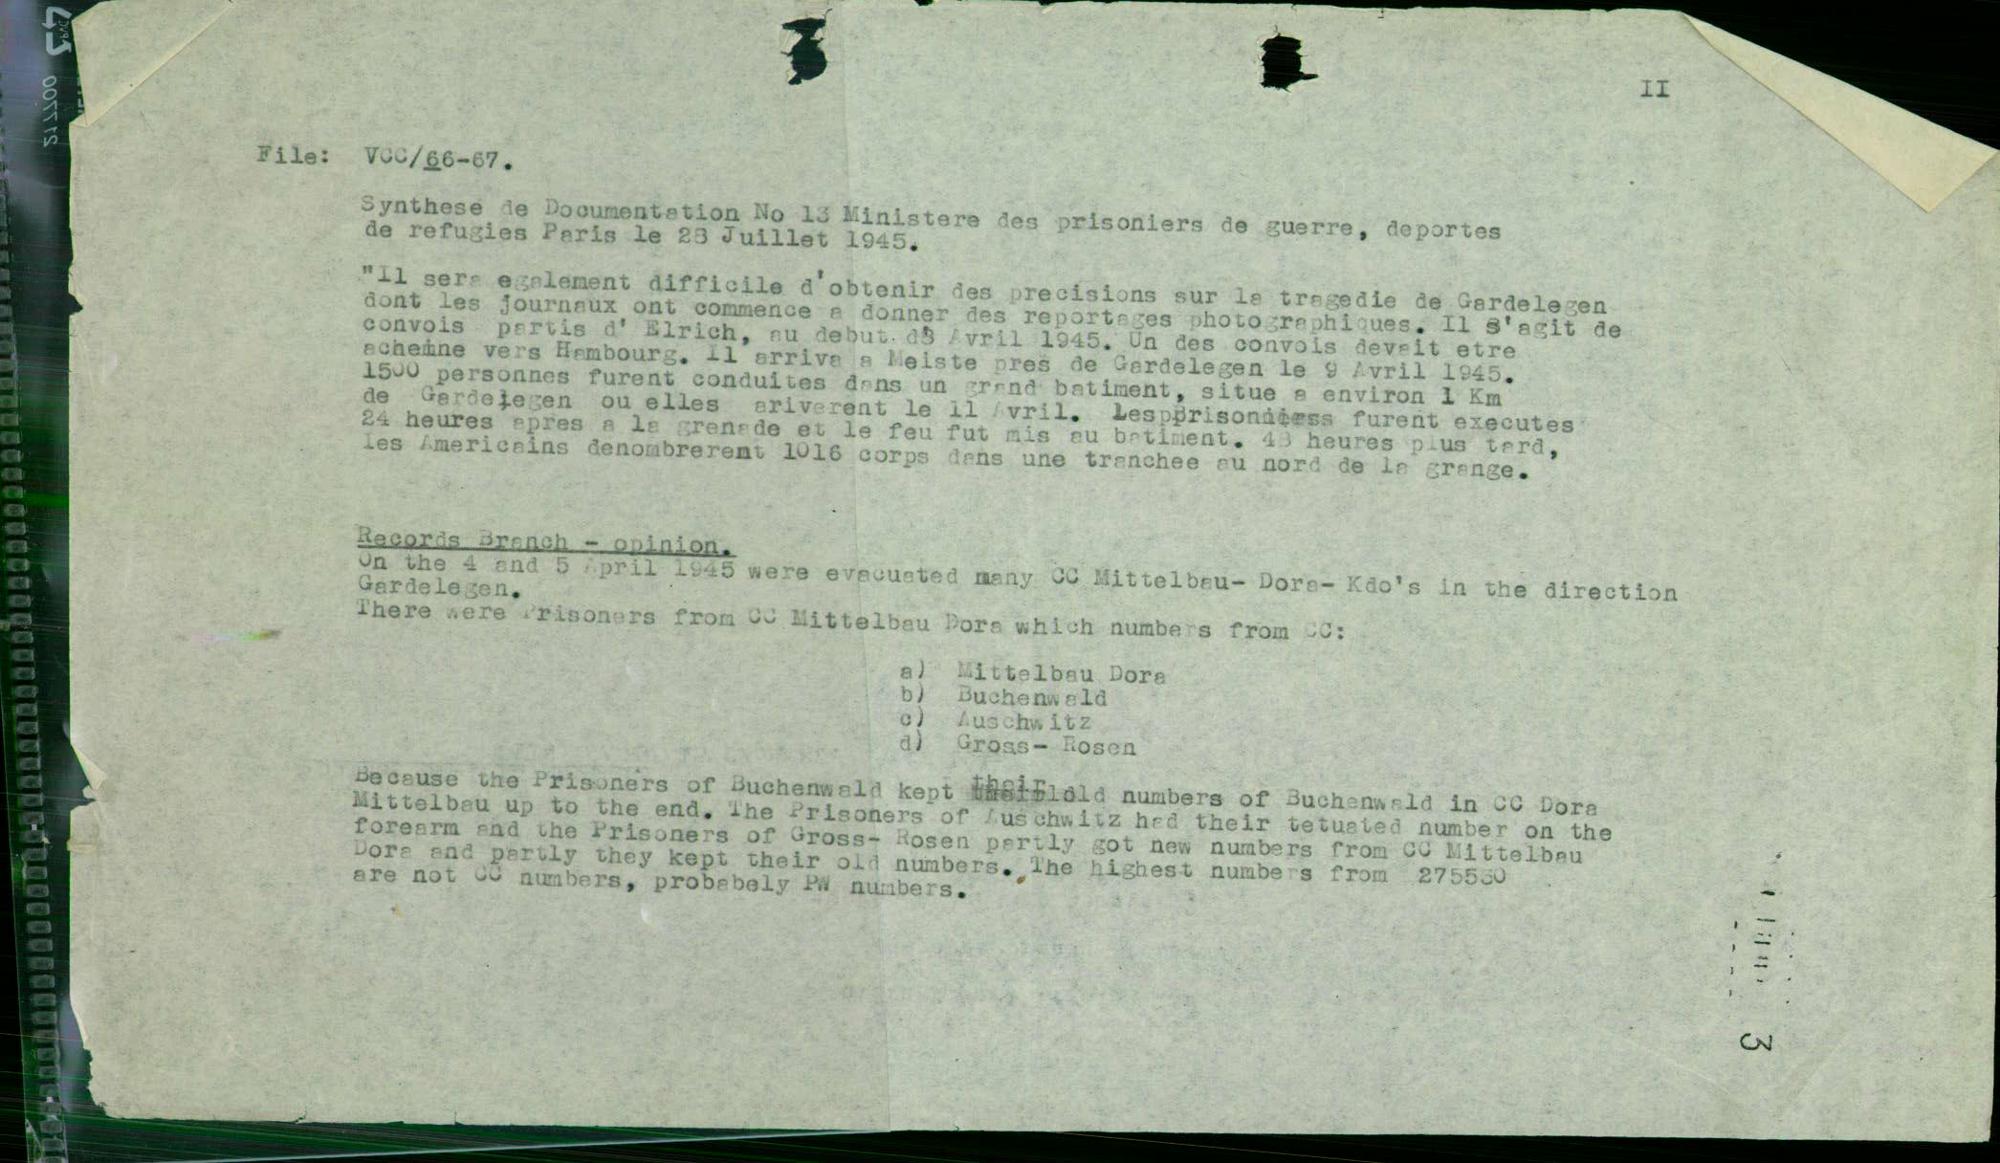 II
File: VCC/66-67.
Synthese de Documentation No 13 Ministere des prisoniers de guerre, deportes
de refugies Paris le 28 Juillet 1945.
"Il sera egalement difficile d'obtenir des precisions sur la tragedie de Gardelegen
dont les journaux ont commence a donner des reportages photographiques. Il s'agit de
convois partis d' Elrich, au debut d' Avril 1945. Un des convois devait etre
achemine vers Hambourg. Il arriva a Meiste pres de Gardelegen le 9 Avril 1945.
1500 personnes furent conduites dans un grand batiment, situe a environ 1 Km
de Gardelegen ou elles ariverent le 11 Avril. Les prisoniers furent executes
24 heures apres a la grenade et le feu fut mis au batiment. 48 heures plus tard,
les Americains denombrerent 1016 corps dans une tranchee au nord de la grange.
Records Branch - opinion.
On the 4 and 5 April 1945 were evacuated many CC Mittelbau- Dora- Kdo's in the direction
Gardelegen.
There were Prisoners from CC Mittelbau Dora which numbers from CC:
a) Mittelbau Dora
b) Buchenwald
c) Auschwitz
d) Gross- Rosen
Because the Prisoners of Buchenwald kept their old numbers of Buchenwald in CC Dora
Mittelbau up to the end. The Prisoners of Auschwitz had their tetuated number on the
forearm and the Prisoners of Gross- Rosen partly got new numbers from CC Mittelbau
Dora and partly they kept their old numbers. The highest numbers from
are not CC numbers, probabely PW numbers.
3